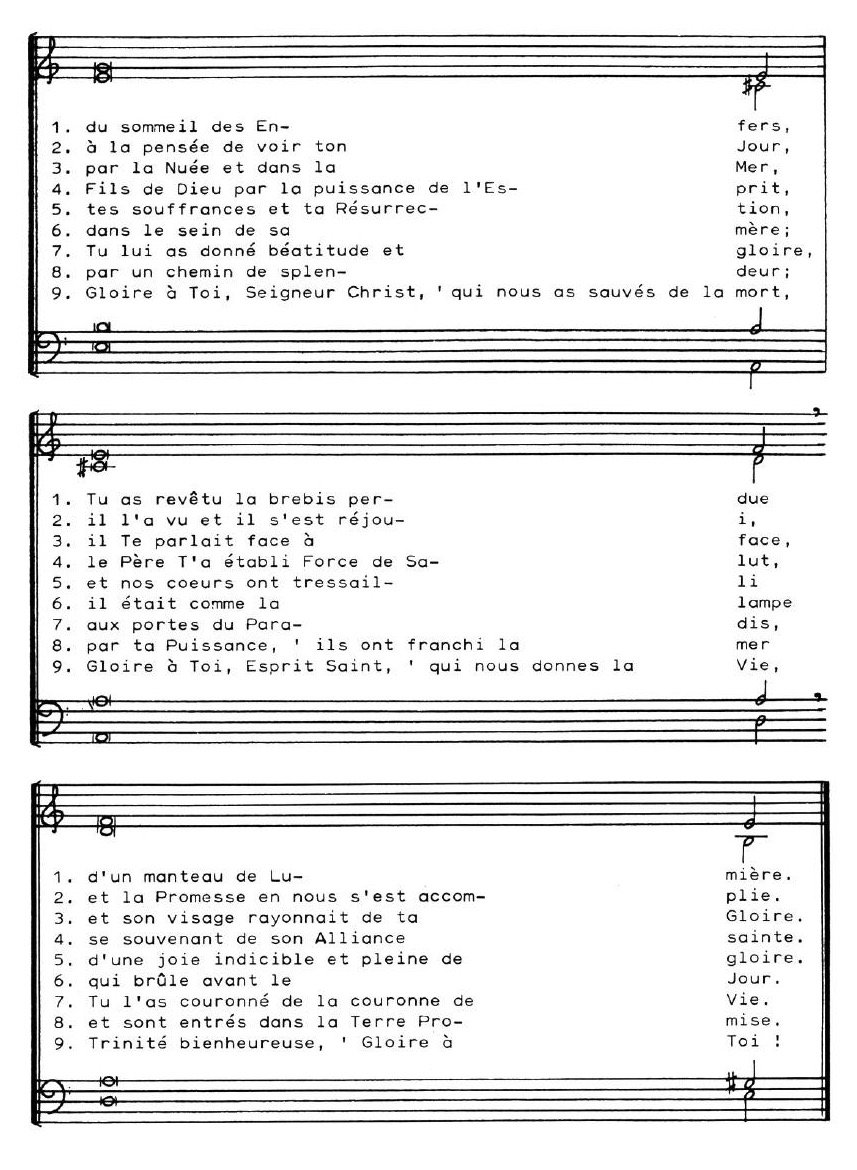 1. du sommeil des En- fers,
2. à la pensée de voir ton Jour,
3. par la Nuée et dans la Mer,
4. Fils de Dieu par la puissance de l'Es- prit,
5. tes souffrances et ta Résurrec- tion,
6. dans le sein de sa mère;
7. Tu lui as donné béatitude et gloire,
8. par un chemin de splen- deur;
9. Gloire à Toi, Seigneur Christ, ' qui nous as sauvés de la mort,
1. Tu as revêtu la brebis per- due
2. il l'a vu et il s'est réjou- i,
3. il Te parlait face à face,
4. le Père T'a établi Force de Sa- lut,
5. et nos coeurs ont tressail- li
6. il était comme la lampe
7. aux portes du Para- dis,
8. par ta Puissance, ' ils ont franchi la mer
9. Gloire à Toi, Esprit Saint, ' qui nous donnes la Vie,
1. d'un manteau de Lu- mière.
2. et la Promesse en nous s'est accom- plie.
3. et son visage rayonnait de ta Gloire.
4. se souvenant de son Alliance sainte.
5. d'une joie indicible et pleine de gloire.
6. qui brûle avant le Jour.
7. Tu l'as couronné de la couronne de Vie.
8. et sont entrés dans la Terre Pro- mise.
9. Trinité bienheureuse, ' Gloire à Toi !